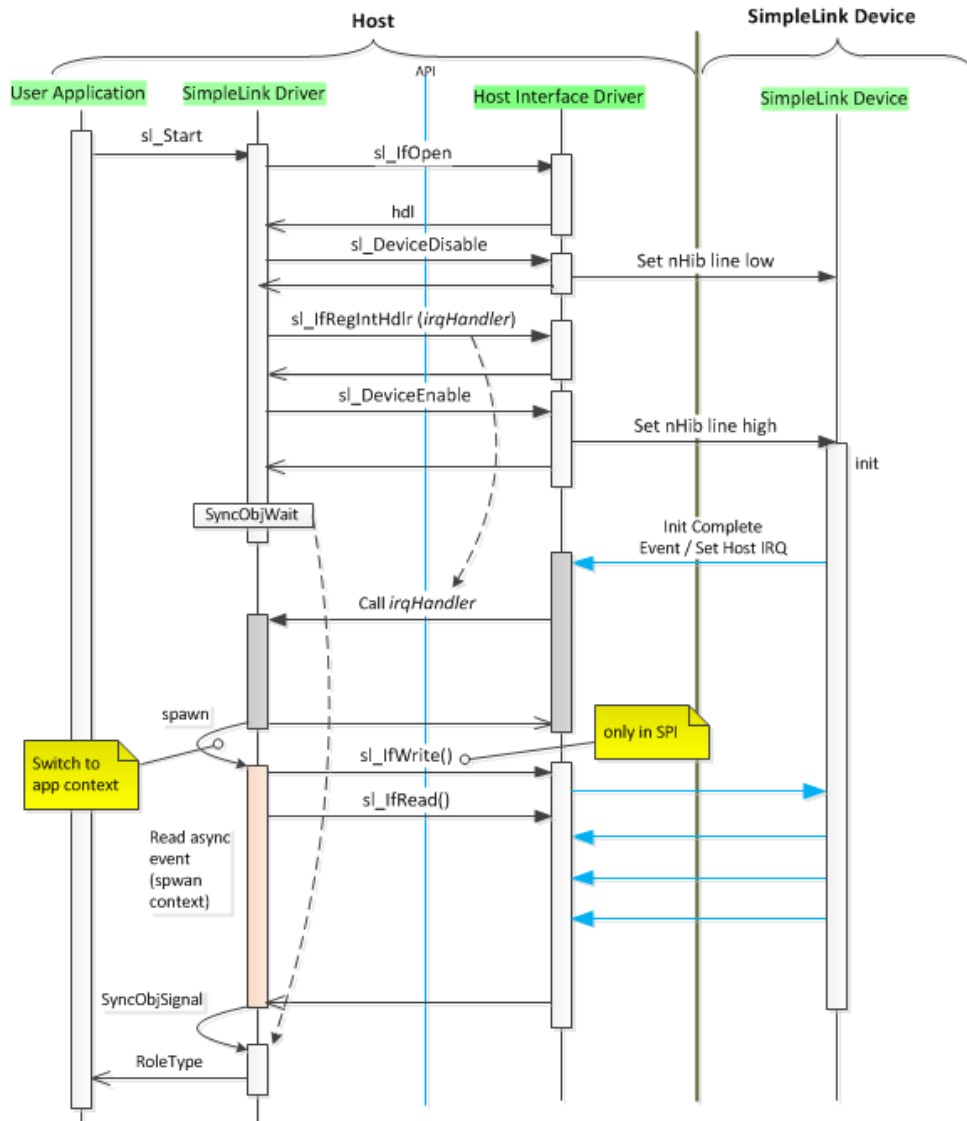 Host
SimpleLink Device
API
User Application
SimpleLink Driver
Host Interface Driver
SimpleLink Device
sl_Start
sl_IfOpen
hdl
sl_DeviceDisable
Set nHib line low
sl_IfRegIntHdlr (irqHandler)
sl_DeviceEnable
Set nHib line high
init
SyncObjWait
Init Complete
Event / Set Host IRQ
Call irqHandler
spawn
only in SPI
Switch to
app context
sl_IfWrite()
sl_IfRead()
Read async
event
(spwan
context)
SyncObjSignal
RoleType